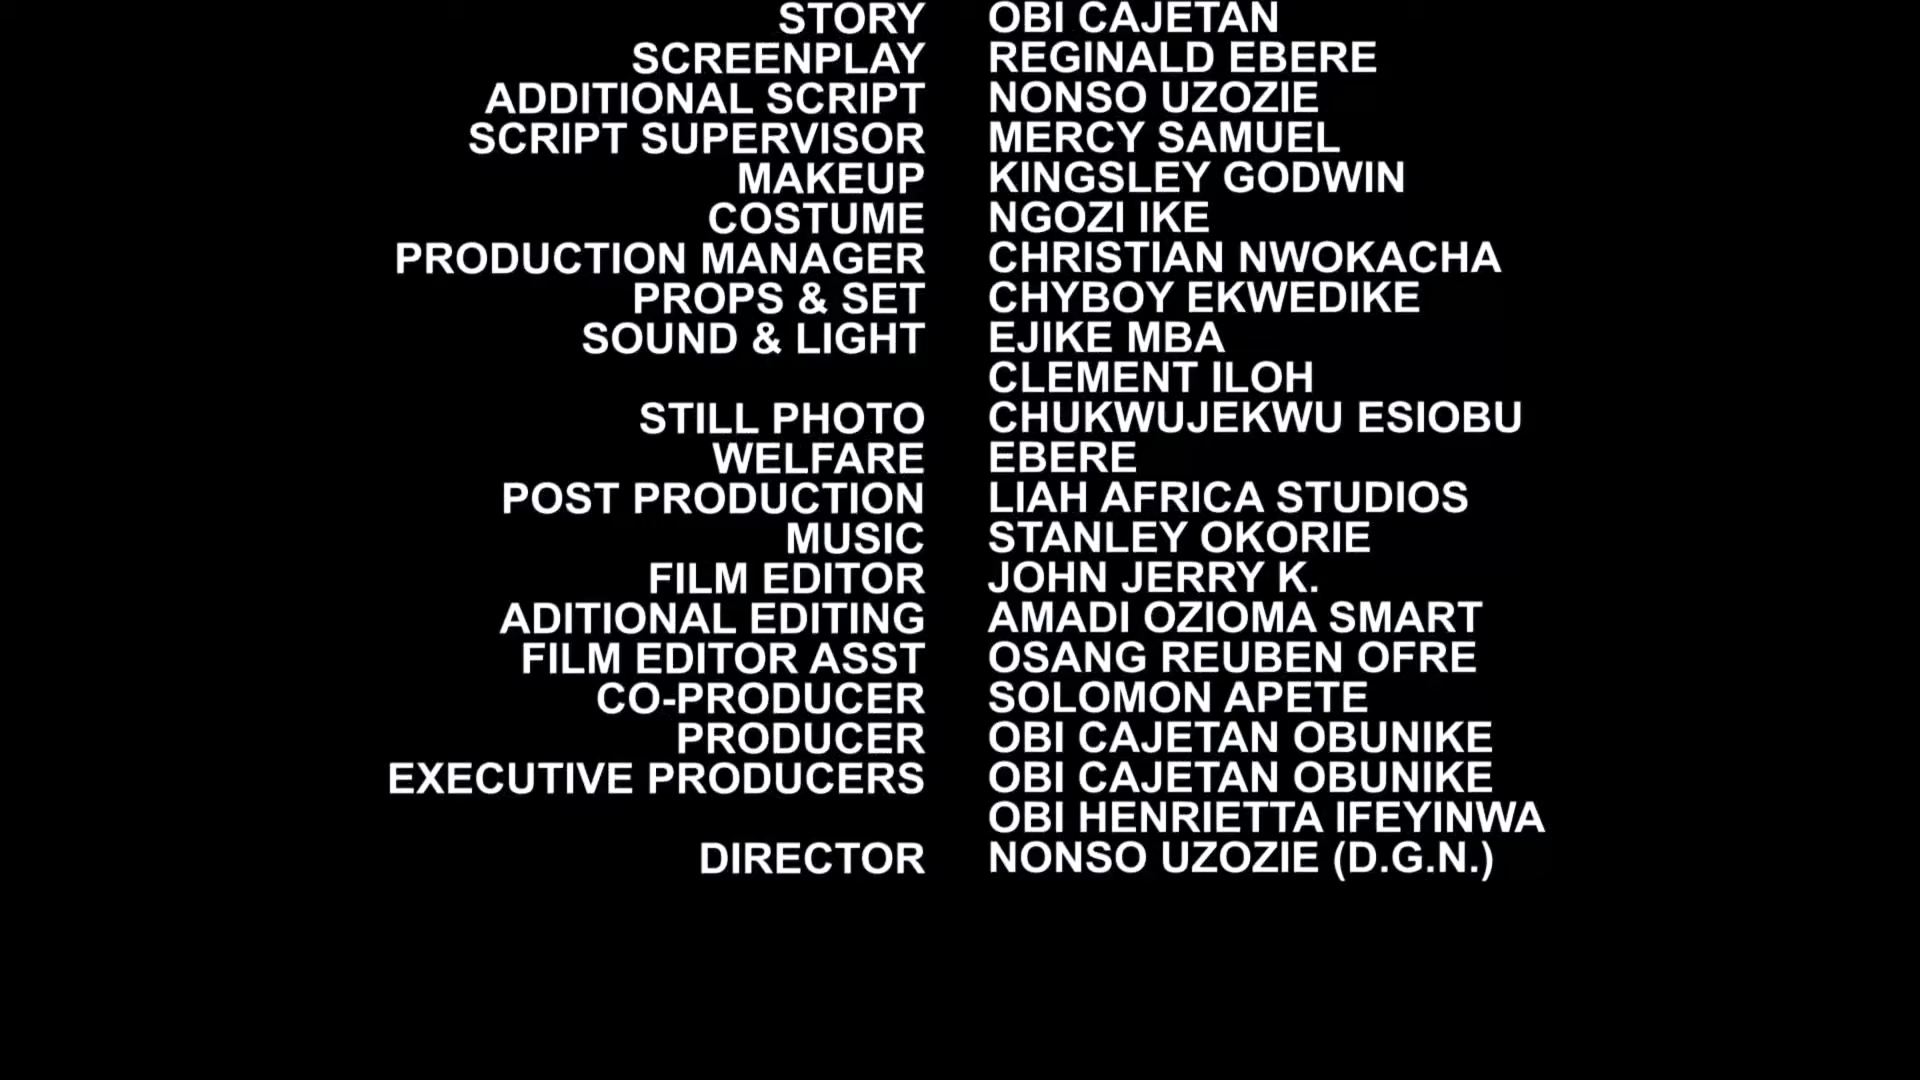 STORY OBI CAJETAN
SCREENPLAY REGINALD EBERE
ADDITIONAL SCRIPT NONSO UZOZIE
SCRIPT SUPERVISOR MERCY SAMUEL
MAKEUP KINGSLEY GODWIN
COSTUME NGOZI IKE
PRODUCTION MANAGER CHRISTIAN NWOKACHA
PROPS & SET CHYBOY EKWEDIKE
SOUND & LIGHT EJIKE MBA
CLEMENT ILOH
STILL PHOTO CHUKWUJEKWU ESIOBU
WELFARE EBERE
POST PRODUCTION LIAH AFRICA STUDIOS
MUSIC STANLEY OKORIE
FILM EDITOR JOHN JERRY K.
ADITIONAL EDITING AMADI OZIOMA SMART
FILM EDITOR ASST OSANG REUBEN OFRE
CO-PRODUCER SOLOMON APETE
PRODUCER OBI CAJETAN OBUNIKE
EXECUTIVE PRODUCERS OBI CAJETAN OBUNIKE
OBI HENRIETTA IFEYINWA
DIRECTOR NONSO UZOZIE (D.G.N.)